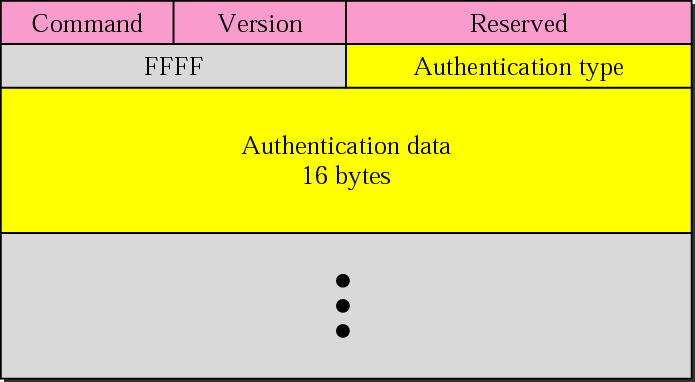 Command Version Reserved
FFFF Authentication type
Authentication data
16 bytes